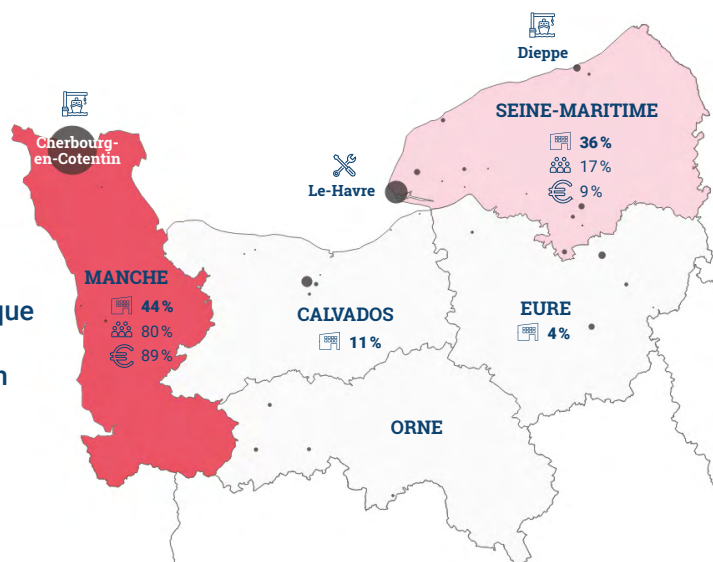 Dieppe
SEINE-MARITIME
36 %
17 %
9 %
Cherbourg-
en-Cotentin
Le-Havre
MANCHE
44 %
80 %
89 %
que
n
CALVADOS
11 %
EURE
4 %
ORNE